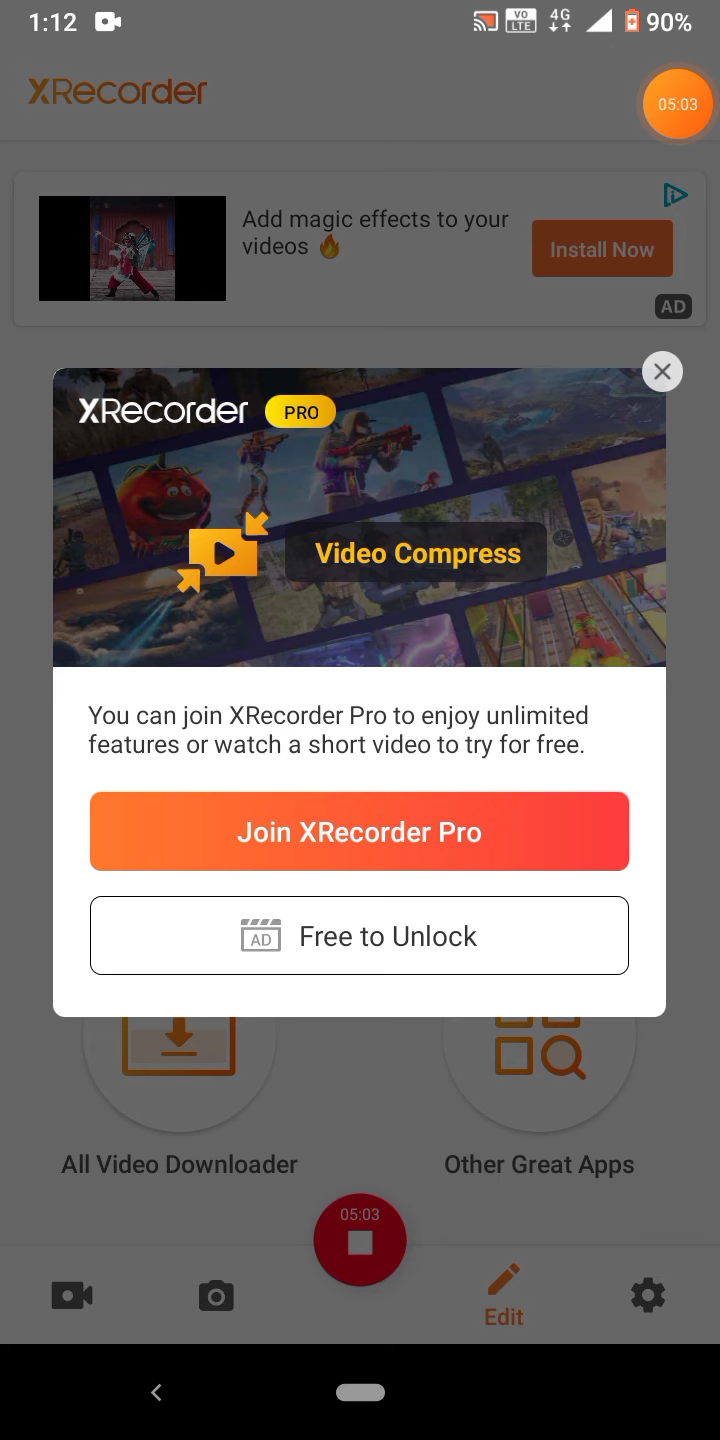 1:12
VO LTE
4G
90%
XRecorder
05:03
Add magic effects to your
videos 🔥
Install Now
AD
XRecorder PRO
Video Compress
You can join XRecorder Pro to enjoy unlimited
features or watch a short video to try for free.
Join XRecorder Pro
AD Free to Unlock
All Video Downloader
Other Great Apps
05:03
Edit